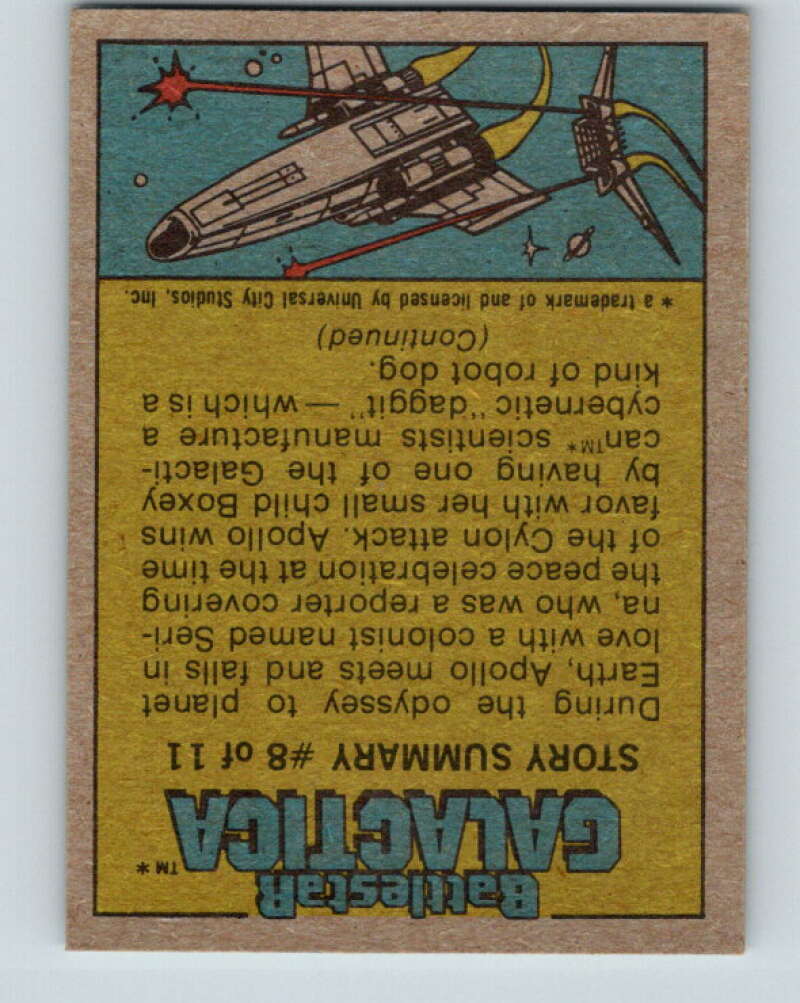 Battlestar
GALACTICA™*
STORY SUMMARY #8 of 11
During the odyssey to planet
Earth, Apollo meets and falls in
love with a colonist named Seri-
na, who was a reporter covering
the peace celebration at the time
of the Cylon attack. Apollo wins
favor with her small child Boxey
by having one of the Galacti-
can™* scientists manufacture a
cybernetic "daggit" — which is a
kind of robot dog.
(Continued)
* a trademark of and licensed by Universal City Studios, Inc.